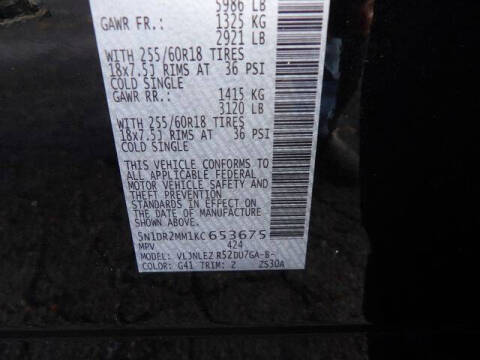 5986 LB
GAWR FR.: 1325 KG
2921 LB
WITH 255/60R18 TIRES
18x7.5J RIMS AT 36 PSI
COLD SINGLE
GAWR RR.: 1415 KG
3120 LB
WITH 255/60R18 TIRES
18x7.5J RIMS AT 36 PSI
COLD SINGLE
THIS VEHICLE CONFORMS TO
ALL APPLICABLE FEDERAL
MOTOR VEHICLE SAFETY AND
THEFT PREVENTION
STANDARDS IN EFFECT ON
THE DATE OF MANUFACTURE
SHOWN ABOVE.
5N1DR2MM1KC653675
MPV 424
MODEL: VLJNLEZ R52DU7GA-B-
COLOR: G41 TRIM: Z ZS30A